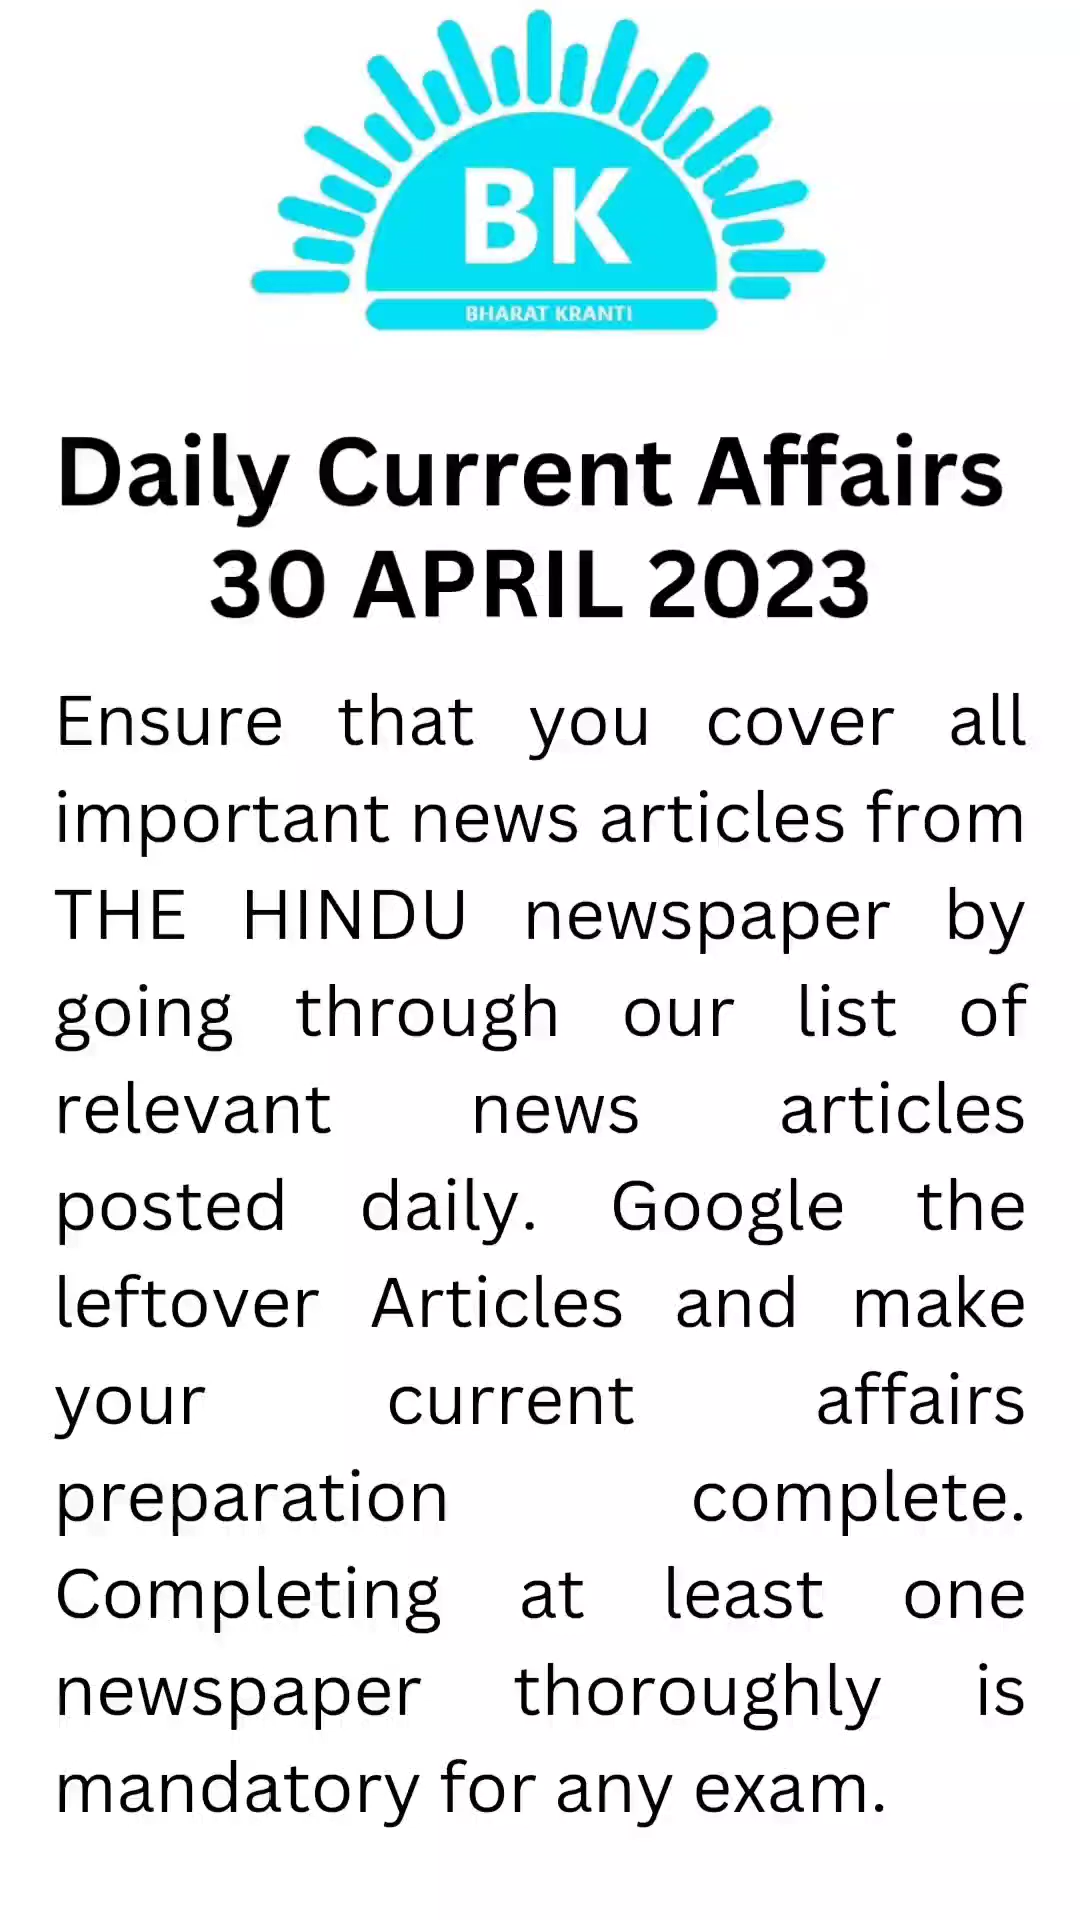 BK
BHARAT KRANTI
Daily Current Affairs
30 APRIL 2023
Ensure that you cover all
important news articles from
THE HINDU newspaper by
going through our list of
relevant news articles
posted daily. Google the
leftover Articles and make
your current affairs
preparation complete.
Completing at least one
newspaper thoroughly is
mandatory for any exam.